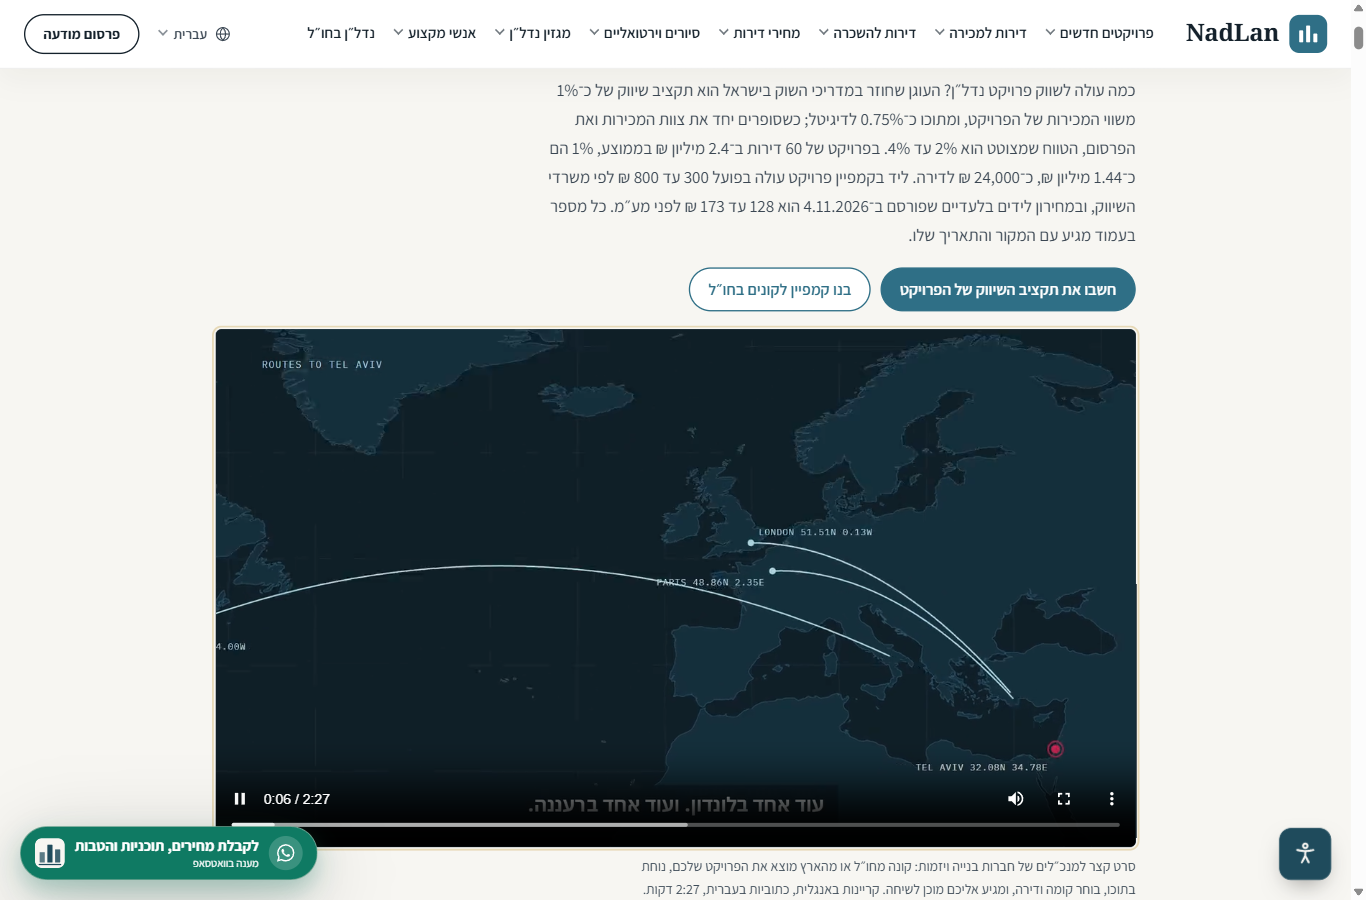 NadLan
פרויקטים חדשים
דירות למכירה
דירות להשכרה
מחירי דירות
סיורים וירטואליים
מגזין נדל״ן
אנשי מקצוע
נדל״ן בחו״ל
עברית
פרסום מודעה
כמה עולה לשווק פרויקט נדל״ן? העוגן שחוזר במדריכי השוק בישראל הוא תקציב שיווק של כ־1%
משווי המכירות של הפרויקט, ומתוכו כ־0.75% לדיגיטל; כשסופרים יחד את צוות המכירות ואת
הפרסום, הטווח שמצוטט הוא 2% עד 4%. בפרויקט של 60 דירות ב־2.4 מיליון ₪ בממוצע, 1% הם
כ־1.44 מיליון ₪, כ־24,000 ₪ לדירה. ליד בקמפיין פרויקט עולה בפועל 300 עד 800 ₪ לפי משרדי
השיווק, ובמחירון לידים בלעדיים שפורסם ב־4.11.2026 הוא 128 עד 173 ₪ לפני מע״מ. כל מספר
בעמוד מגיע עם המקור והתאריך שלו.
חשבו את תקציב השיווק של הפרויקט
בנו קמפיין לקונים בחו״ל
ROUTES TO TEL AVIV
LONDON 51.51N 0.13W
PARIS 48.86N 2.35E
4.00W
TEL AVIV 32.08N 34.78E
עוד אחד בלונדון. ועוד אחד ברעננה.
0:06 / 2:27
לקבלת מחירים, תוכניות והטבות
מענה בוואטסאפ
סרט קצר למנכ״לים של חברות בנייה ויזמות: קונה מחו״ל או מהארץ מוצא את הפרויקט שלכם, נוחת
בתוכו, בוחר קומה ודירה, ומגיע אליכם מוכן לשיחה. קריינות באנגלית, כתוביות בעברית, 2:27 דקות.